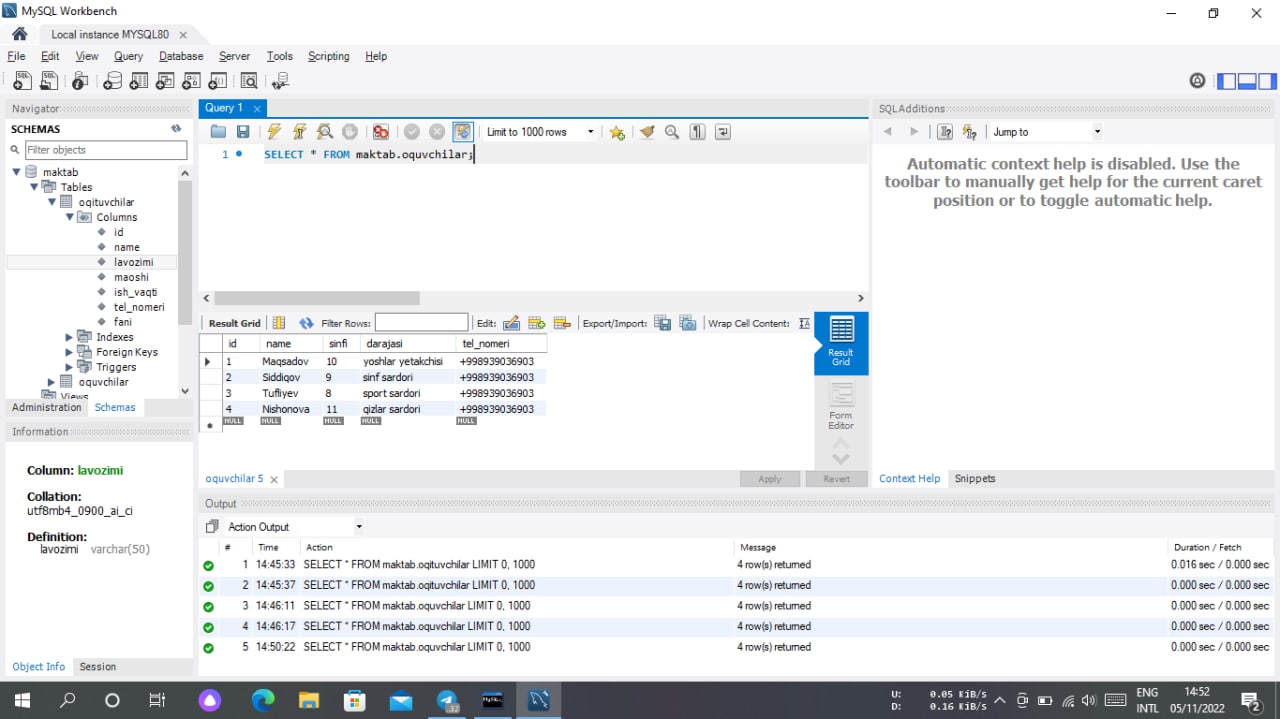 MySQL Workbench
Local instance MYSQL80
File Edit View Query Database Server Tools Scripting Help
Navigator
SCHEMAS
Filter objects
maktab
Tables
oqituvchilar
Columns
id
name
lavozimi
maoshi
ish_vaqti
tel_nomeri
fani
Indexes
Foreign Keys
Triggers
oquvchilar
Views
Administration Schemas
Information
Column: lavozimi
Collation:
utf8mb4_0900_ai_ci
Definition:
lavozimi varchar(50)
Object Info Session
Query 1
Limit to 1000 rows
1 SELECT * FROM maktab.oquvchilar;
Result Grid Filter Rows: Edit: Export/Import: Wrap Cell Content:
id name sinfi darajasi tel_nomeri
1 Maqsadov 10 yoshlar yetakchisi +998939036903
2 Siddiqov 9 sinf sardori +998939036903
3 Tufliyev 8 sport sardori +998939036903
4 Nishonova 11 qizlar sardori +998939036903
NULL NULL NULL NULL NULL
Result
Grid
Form
Editor
oquvchilar 5
Apply Revert
SQLAdditions
Jump to
Automatic context help is disabled. Use the
toolbar to manually get help for the current caret
position or to toggle automatic help.
Context Help Snippets
Output
Action Output
# Time Action Message Duration / Fetch
1 14:45:33 SELECT * FROM maktab.oqituvchilar LIMIT 0, 1000 4 row(s) returned 0.016 sec / 0.000 sec
2 14:45:37 SELECT * FROM maktab.oqituvchilar LIMIT 0, 1000 4 row(s) returned 0.000 sec / 0.000 sec
3 14:46:11 SELECT * FROM maktab.oquvchilar LIMIT 0, 1000 4 row(s) returned 0.000 sec / 0.000 sec
4 14:46:17 SELECT * FROM maktab.oquvchilar LIMIT 0, 1000 4 row(s) returned 0.000 sec / 0.000 sec
5 14:50:22 SELECT * FROM maktab.oquvchilar LIMIT 0, 1000 4 row(s) returned 0.000 sec / 0.000 sec
32
U: 0.05 KiB/s
D: 0.16 KiB/s
ENG
INTL
14:52
05/11/2022
2